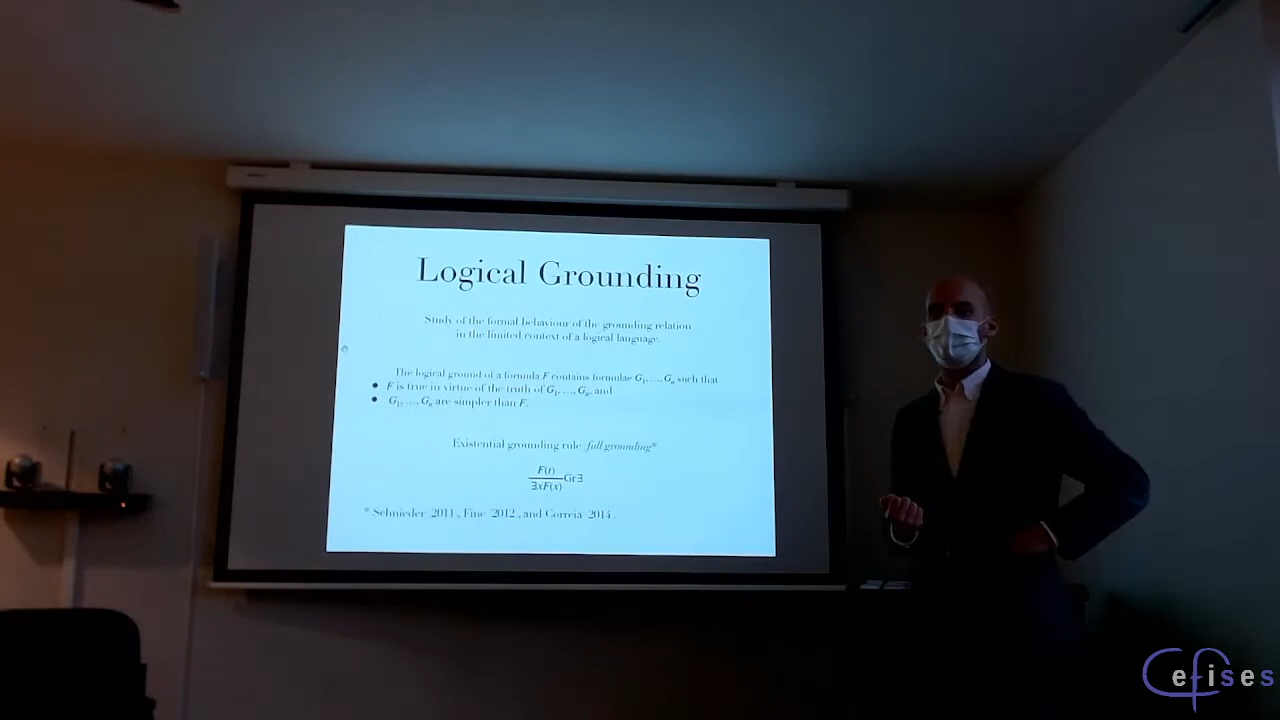 Logical Grounding
Study of the formal behaviour of the grounding relation
in the limited context of a logical language.
The logical ground of a formula F contains formulae G₁, …, Gₙ such that
• F is true in virtue of the truth of G₁, …, Gₙ, and
• G₁, …, Gₙ are simpler than F.
Existential grounding rule full grounding*
F(t)
∃xF(x) Gr∃
* Schnieder 2011, Fine 2012, and Correia 2014.
Cefises